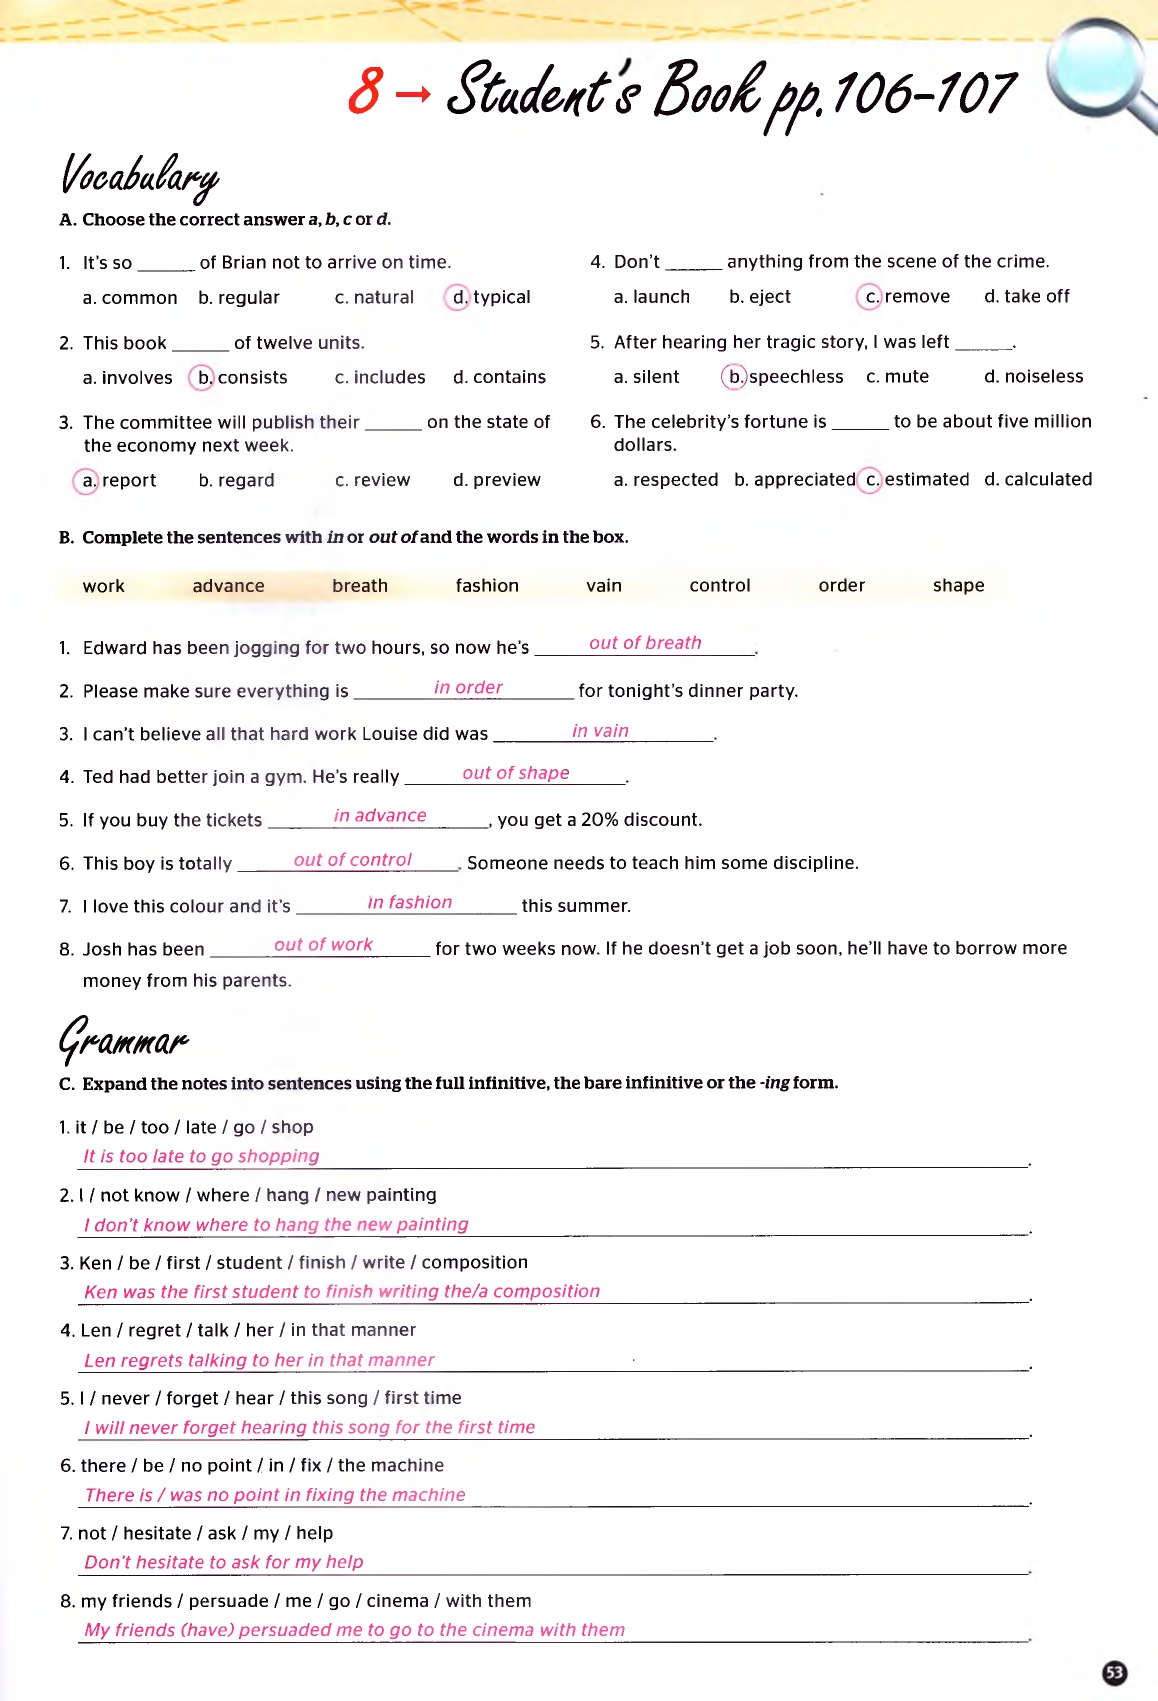 8 → Student's Book pp. 106-107
Vocabulary
A. Choose the correct answer a, b, c or d.
1. It's so ______ of Brian not to arrive on time.
a. common b. regular c. natural d. typical
2. This book ______ of twelve units.
a. involves b. consists c. includes d. contains
3. The committee will publish their ______ on the state of
the economy next week.
a. report b. regard c. review d. preview
4. Don't ______ anything from the scene of the crime.
a. launch b. eject c. remove d. take off
5. After hearing her tragic story, I was left ______.
a. silent b. speechless c. mute d. noiseless
6. The celebrity's fortune is ______ to be about five million
dollars.
a. respected b. appreciated c. estimated d. calculated
B. Complete the sentences with in or out of and the words in the box.
work advance breath fashion vain control order shape
1. Edward has been jogging for two hours, so now he's out of breath.
2. Please make sure everything is in order for tonight's dinner party.
3. I can't believe all that hard work Louise did was in vain.
4. Ted had better join a gym. He's really out of shape.
5. If you buy the tickets in advance, you get a 20% discount.
6. This boy is totally out of control. Someone needs to teach him some discipline.
7. I love this colour and it's in fashion this summer.
8. Josh has been out of work for two weeks now. If he doesn't get a job soon, he'll have to borrow more
money from his parents.
Grammar
C. Expand the notes into sentences using the full infinitive, the bare infinitive or the -ing form.
1. it / be / too / late / go / shop
It is too late to go shopping.
2. I / not know / where / hang / new painting
I don't know where to hang the new painting.
3. Ken / be / first / student / finish / write / composition
Ken was the first student to finish writing the/a composition.
4. Len / regret / talk / her / in that manner
Len regrets talking to her in that manner.
5. I / never / forget / hear / this song / first time
I will never forget hearing this song for the first time.
6. there / be / no point / in / fix / the machine
There is / was no point in fixing the machine.
7. not / hesitate / ask / my / help
Don't hesitate to ask for my help.
8. my friends / persuade / me / go / cinema / with them
My friends (have) persuaded me to go to the cinema with them.
53